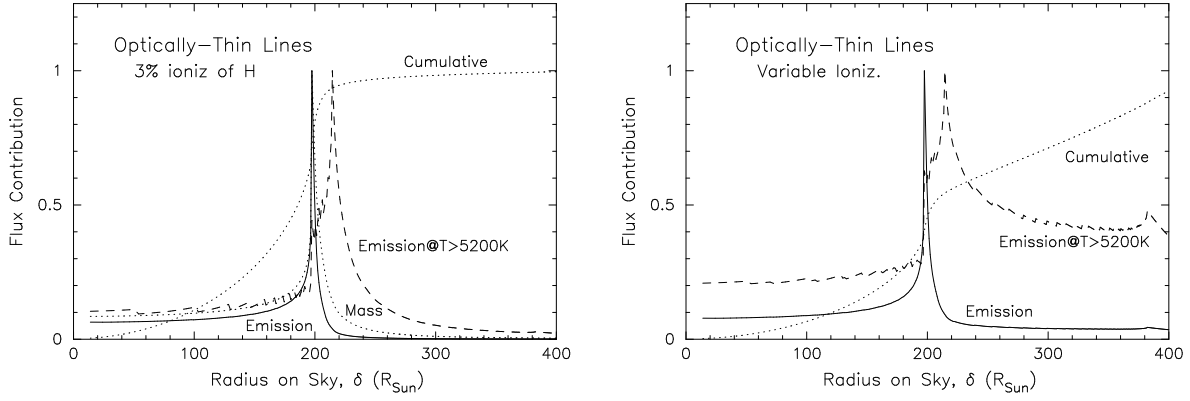 Optically-Thin Lines
3% ioniz of H
Cumulative
Emission@T>5200K
Mass
Emission
Flux Contribution
1
0.5
0
0
100
200
300
400
Radius on Sky, δ (R_Sun)
Optically-Thin Lines
Variable Ioniz.
Cumulative
Emission@T>5200K
Emission
Flux Contribution
1
0.5
0
0
100
200
300
400
Radius on Sky, δ (R_Sun)